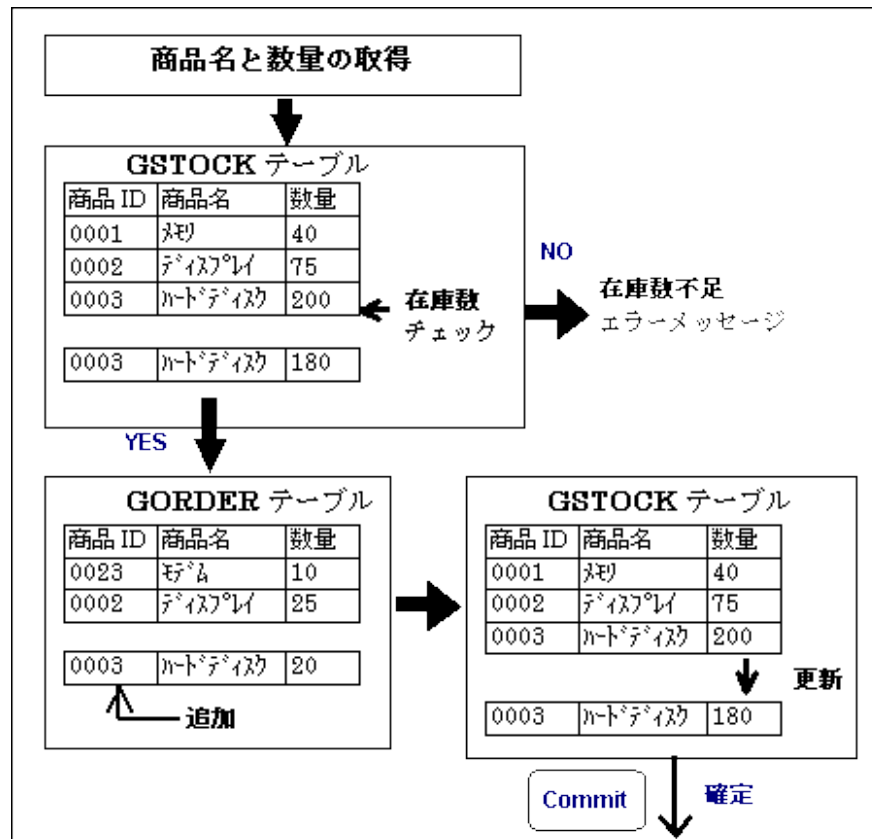 商品名と数量の取得
GSTOCK テーブル
商品 ID 商品名 数量
0001 ﾒﾓﾘ 40
0002 ﾃﾞｨｽﾌﾟﾚｲ 75
0003 ﾊｰﾄﾞﾃﾞｨｽｸ 200
在庫数
チェック
0003 ﾊｰﾄﾞﾃﾞｨｽｸ 180
NO
在庫数不足
エラーメッセージ
YES
GORDER テーブル
商品 ID 商品名 数量
0023 ﾓﾃﾞﾑ 10
0002 ﾃﾞｨｽﾌﾟﾚｲ 25
0003 ﾊｰﾄﾞﾃﾞｨｽｸ 20
追加
GSTOCK テーブル
商品 ID 商品名 数量
0001 ﾒﾓﾘ 40
0002 ﾃﾞｨｽﾌﾟﾚｲ 75
0003 ﾊｰﾄﾞﾃﾞｨｽｸ 200
更新
0003 ﾊｰﾄﾞﾃﾞｨｽｸ 180
Commit
確定